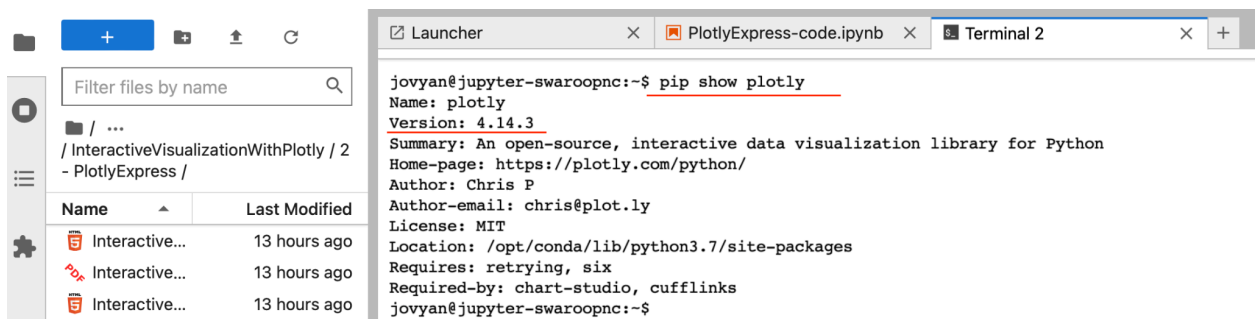 +
Filter files by name
/ ...
/ InteractiveVisualizationWithPlotly / 2
- PlotlyExpress /
Name Last Modified
Interactive... 13 hours ago
Interactive... 13 hours ago
Interactive... 13 hours ago
Launcher PlotlyExpress-code.ipynb Terminal 2 +
jovyan@jupyter-swaroopnc:~$ pip show plotly
Name: plotly
Version: 4.14.3
Summary: An open-source, interactive data visualization library for Python
Home-page: https://plotly.com/python/
Author: Chris P
Author-email: chris@plot.ly
License: MIT
Location: /opt/conda/lib/python3.7/site-packages
Requires: retrying, six
Required-by: chart-studio, cufflinks
jovyan@jupyter-swaroopnc:~$